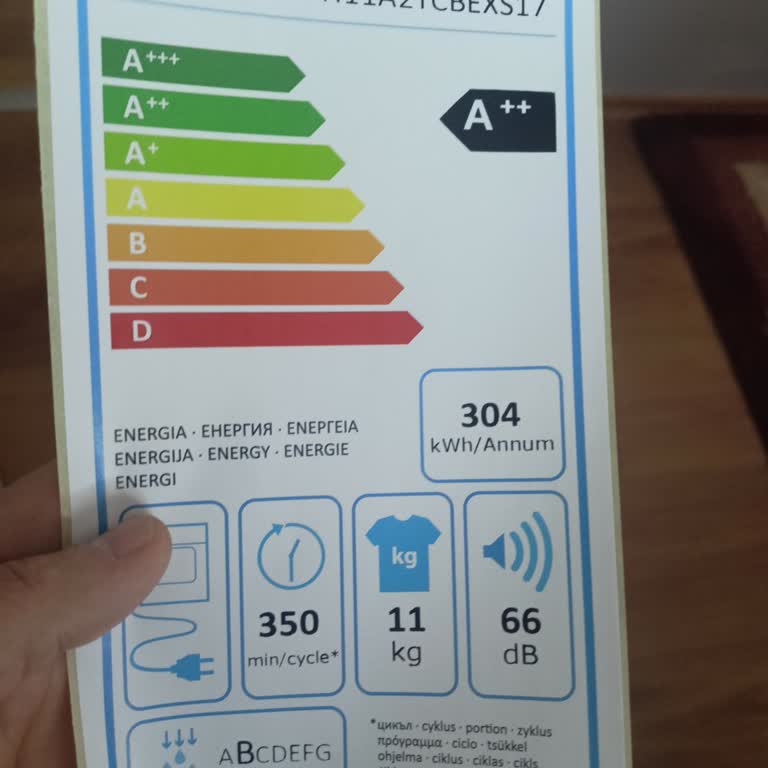 A+++
A++
A++
A+
A
B
C
D
304
kWh/Annum
ENERGIA · ЕНЕРГИЯ · ΕΝΕΡΓΕΙΑ
ENERGIJA · ENERGY · ENERGIE
ENERGI
350
min/cycle*
kg
11
kg
66
dB
ABCDEFG
*цикъл · cyklus · portion · zyklus
πρόγραμμα · ciclo · tsükkel
ohjelma · ciklus · ciklas · cikls